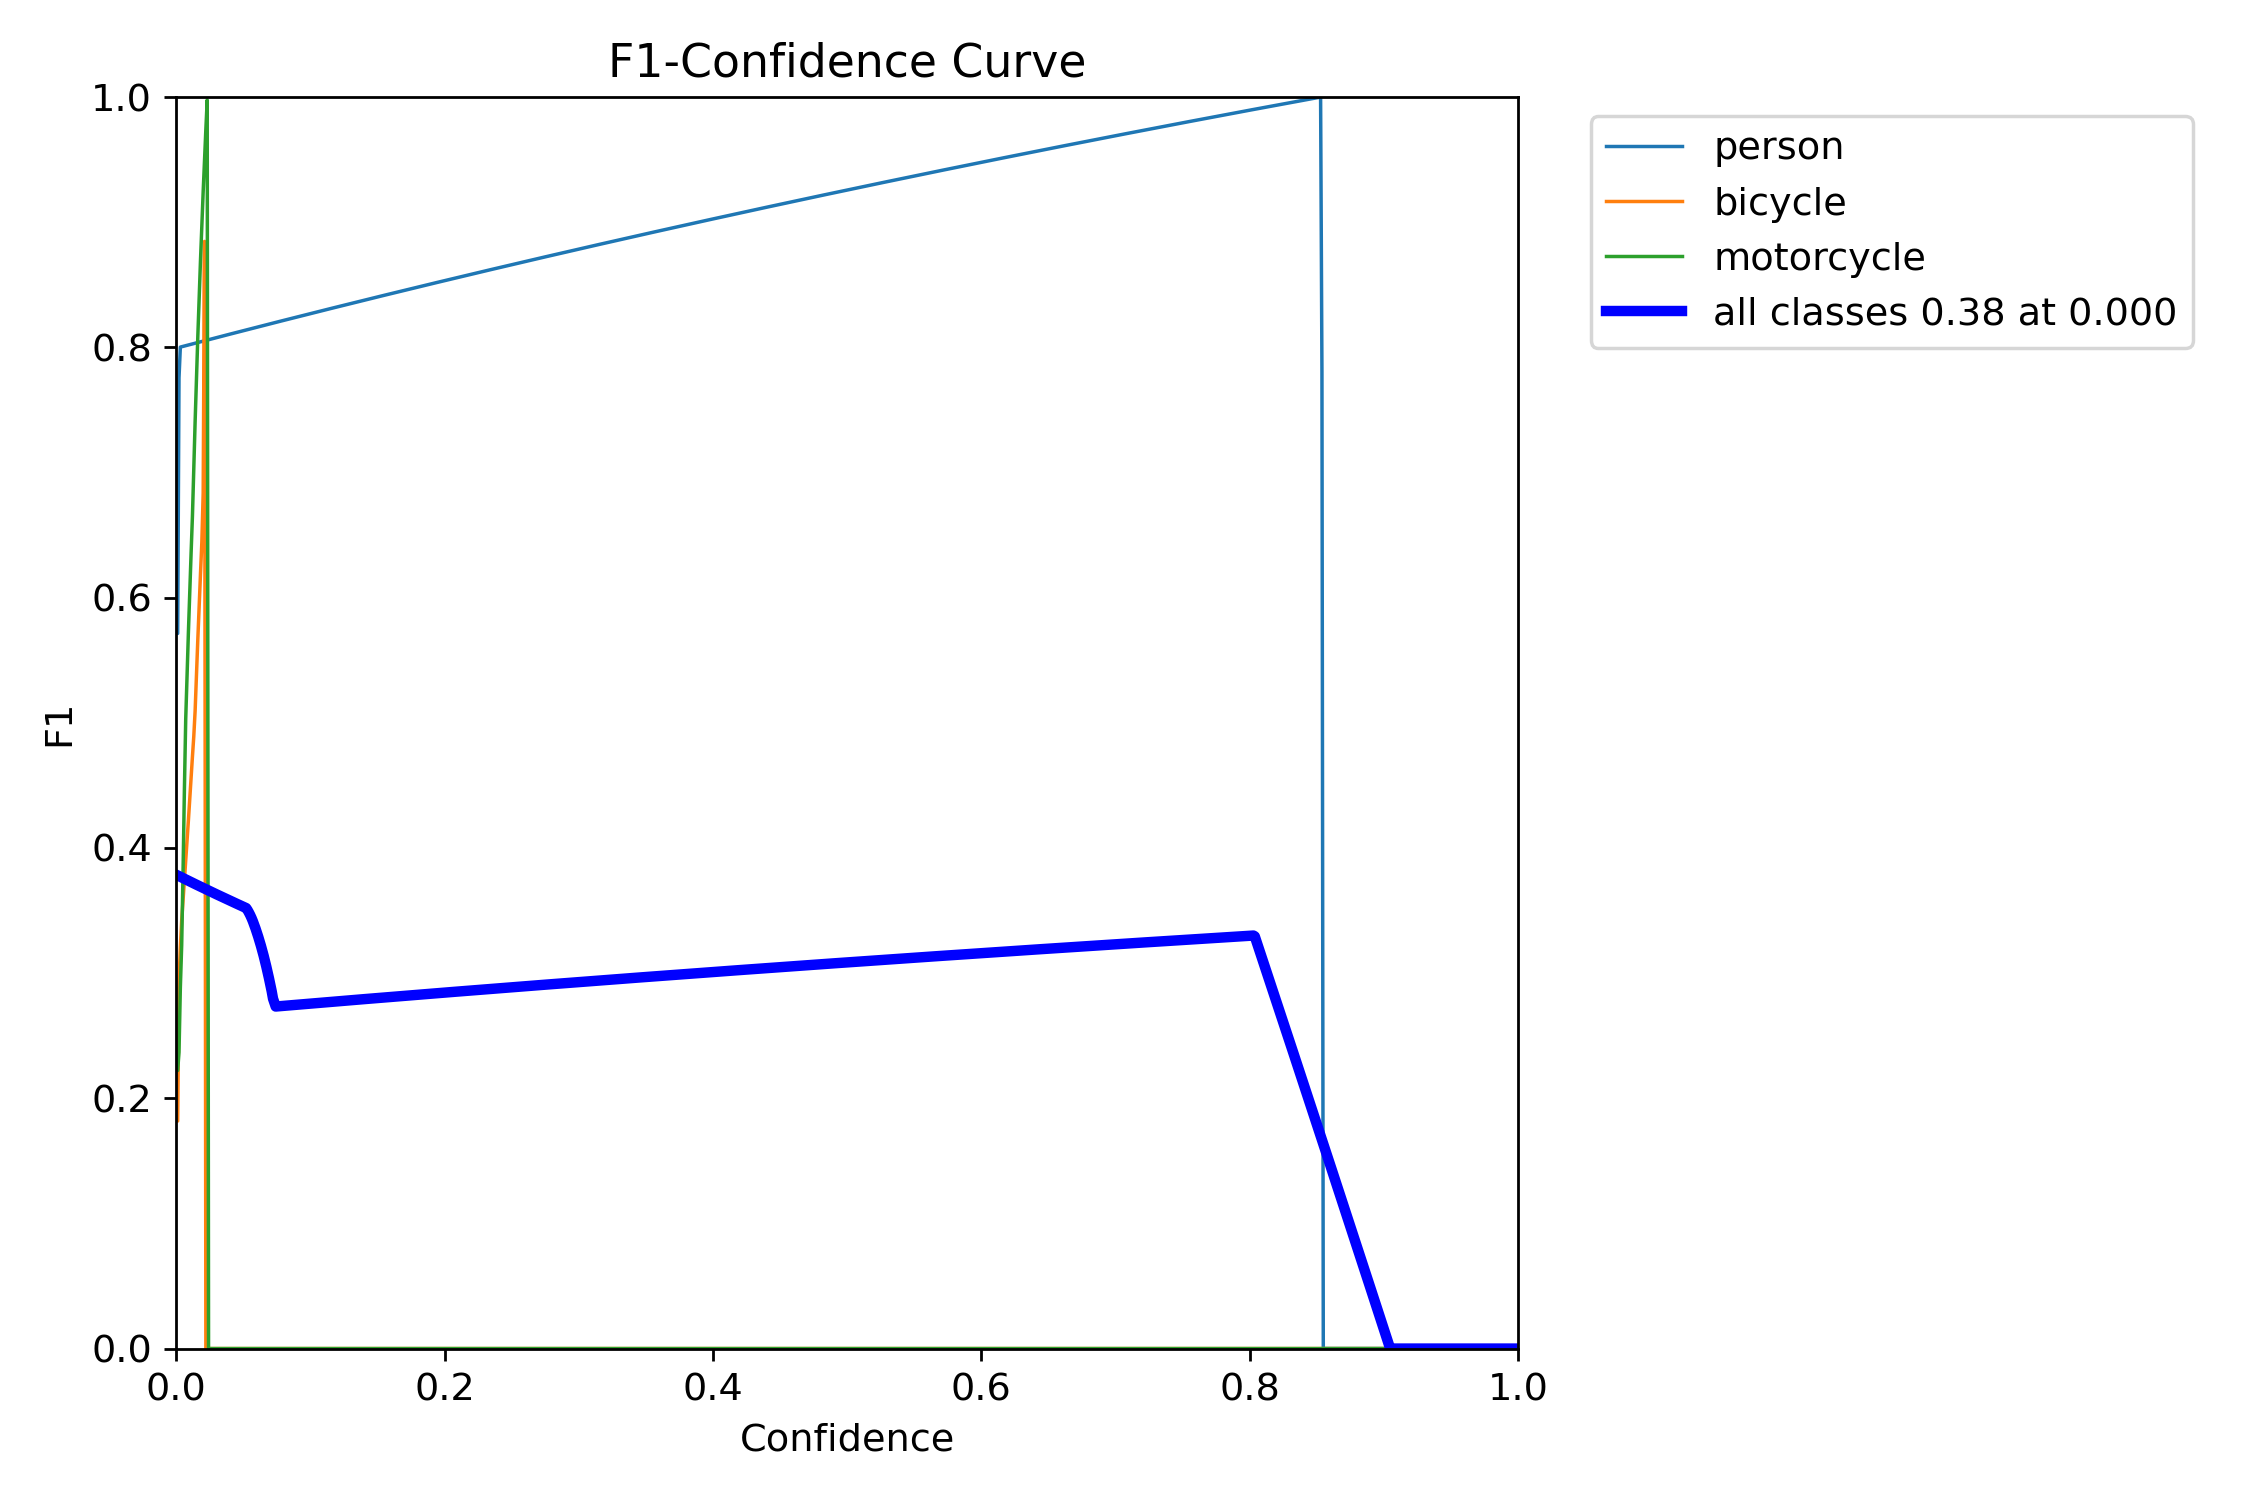 F1-Confidence Curve
1.0
0.8
0.6
0.4
0.2
0.0
F1
0.0 0.2 0.4 0.6 0.8 1.0
Confidence
person
bicycle
motorcycle
all classes 0.38 at 0.000